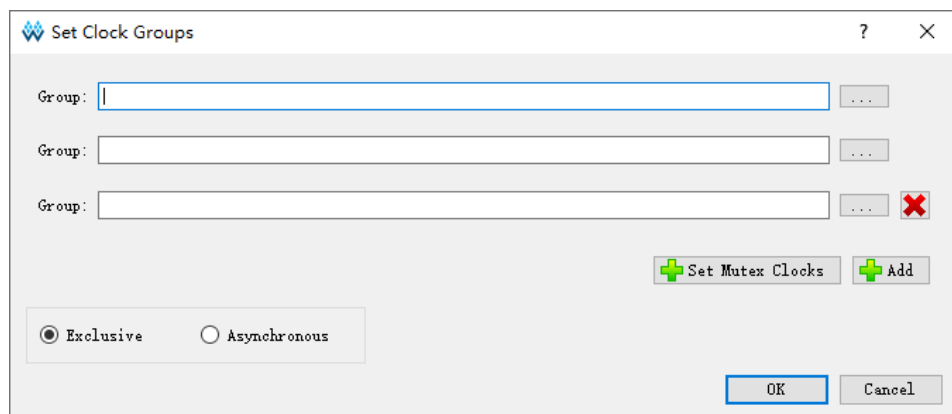 Set Clock Groups ?
Group: ...
Group: ...
Group: ...
Set Mutex Clocks Add
Exclusive Asynchronous
OK Cancel